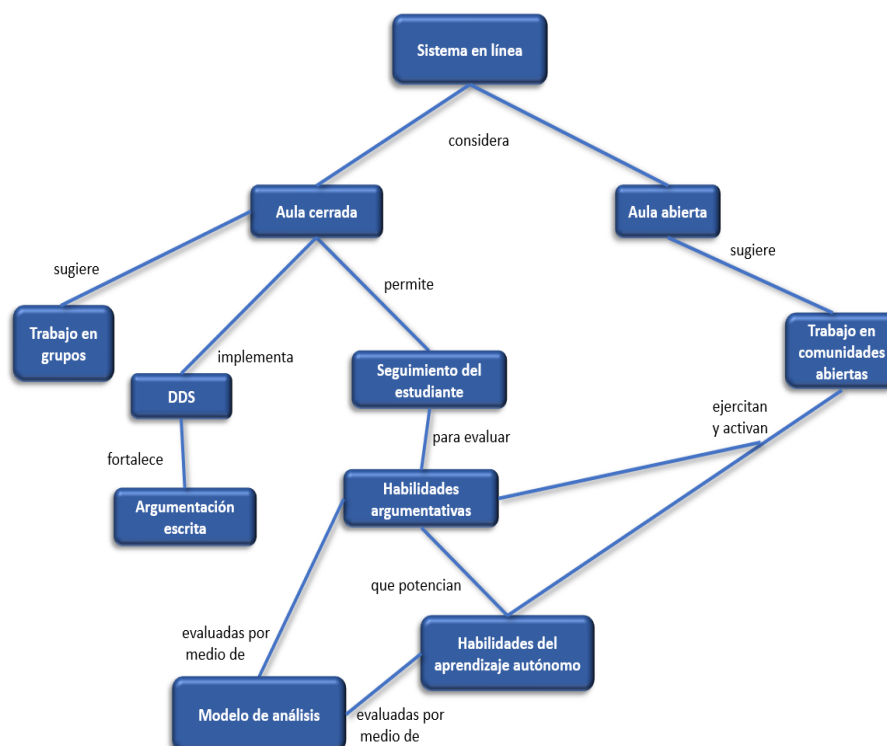 Sistema en línea
considera
Aula cerrada
Aula abierta
sugiere
sugiere
permite
Trabajo en
grupos
Trabajo en
comunidades
abiertas
implementa
Seguimiento del
estudiante
DDS
ejercitan
y activan
para evaluar
fortalece
Habilidades
argumentativas
Argumentación
escrita
que potencian
evaluadas por
medio de
Habilidades del
aprendizaje autónomo
Modelo de análisis
evaluadas por
medio de